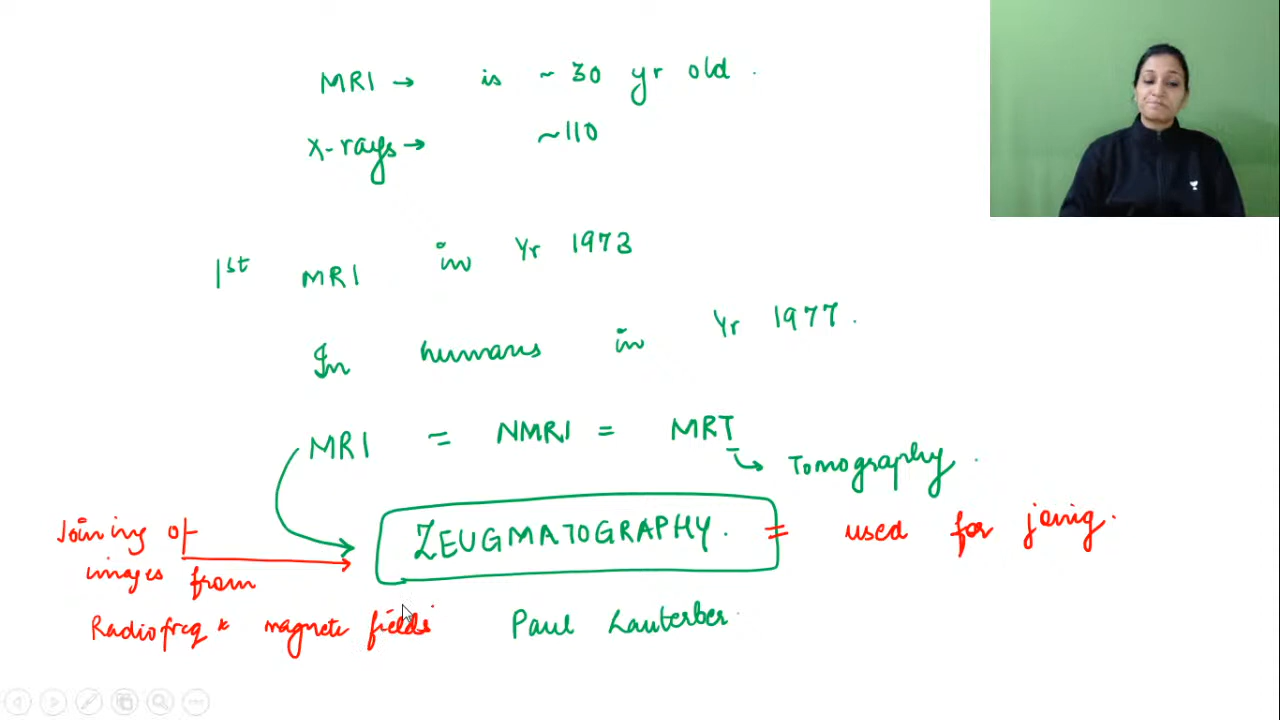 MRI → is ~ 30 yr old.
X-rays → ~110
1st MRI in Yr 1973
In humans in Yr 1977.
MRI = NMRI = MRT
↳ Tomography.
ZEUGMATOGRAPHY. = used for joinig.
Joining of
images from
Radiofreq & magnetic fields
Paul Lauterber